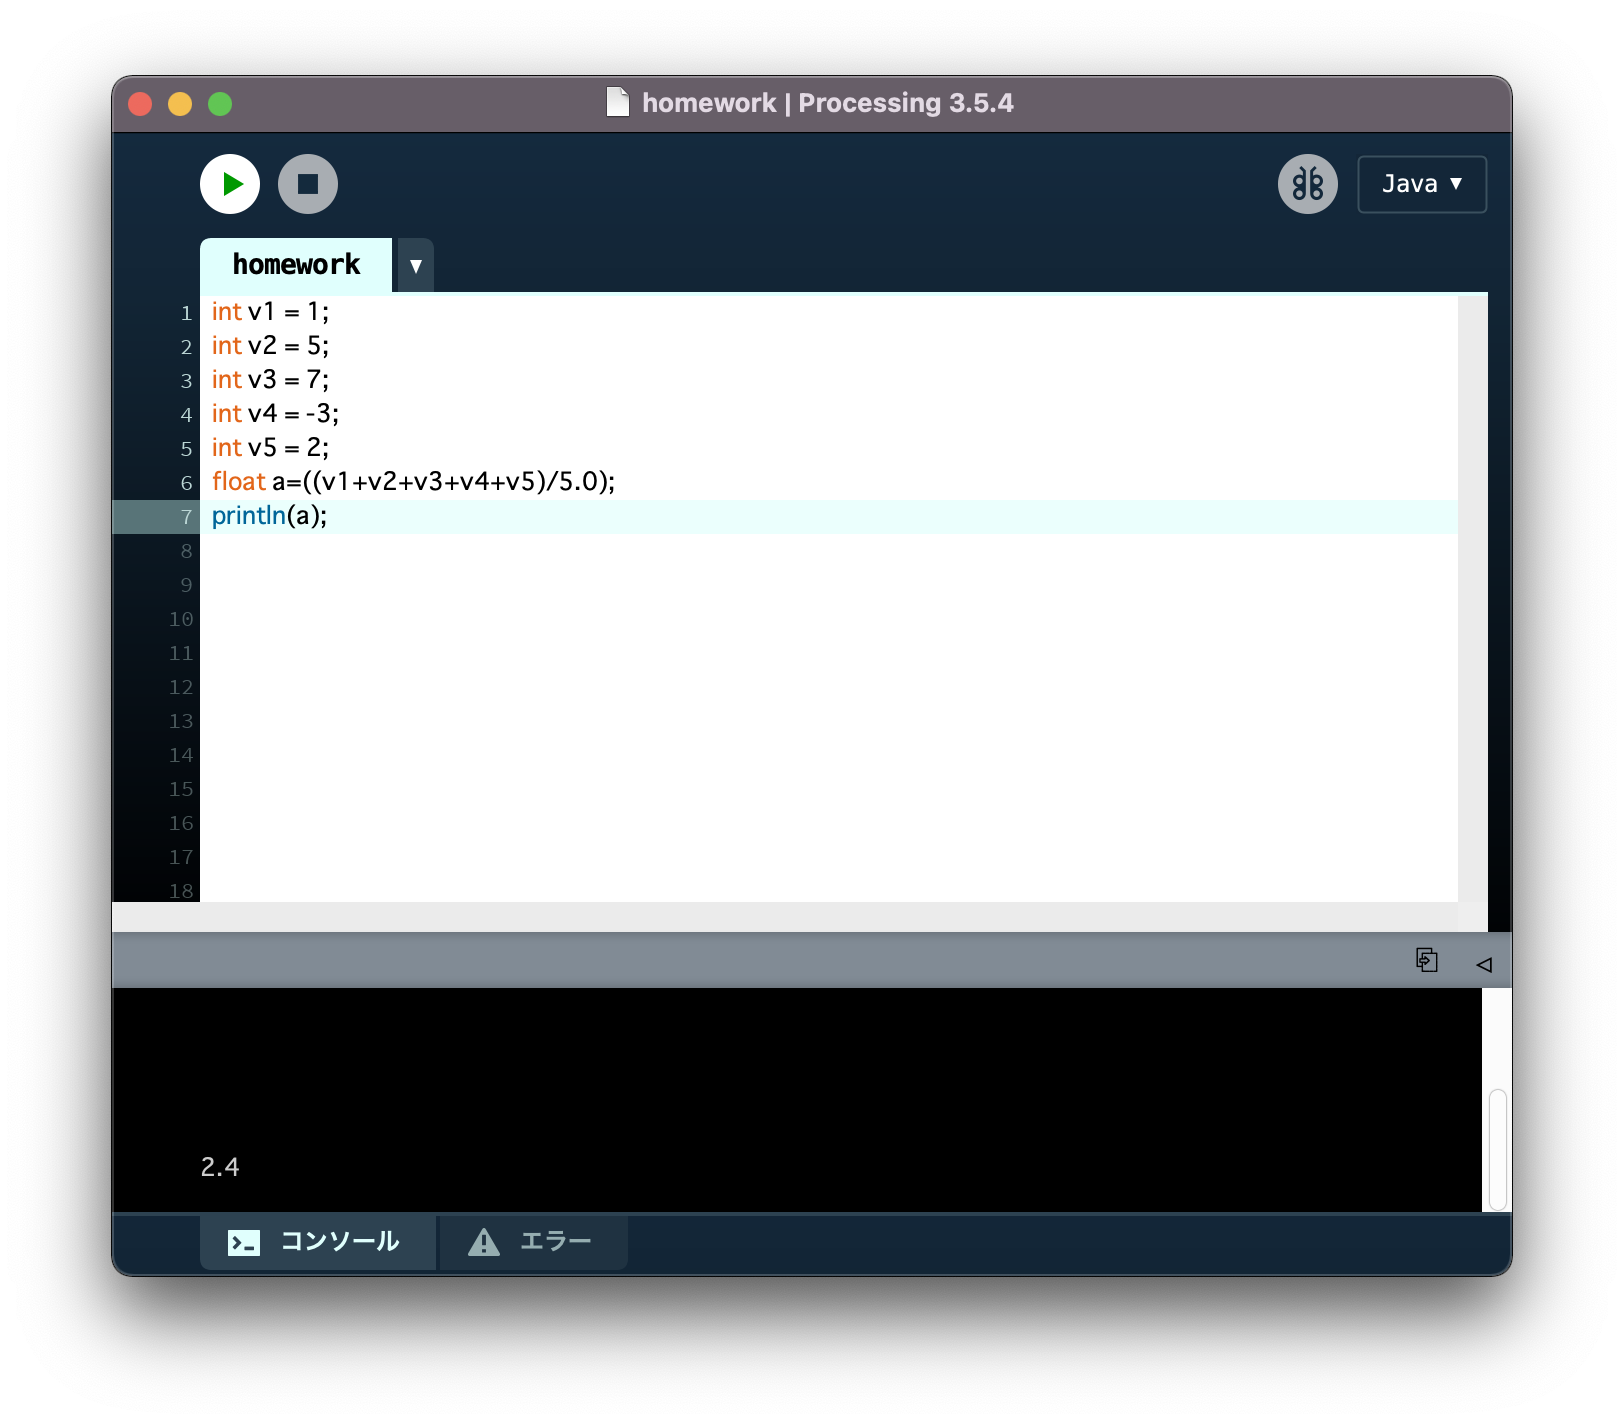 homework | Processing 3.5.4
Java ▼
homework ▼
1 int v1 = 1;
2 int v2 = 5;
3 int v3 = 7;
4 int v4 = -3;
5 int v5 = 2;
6 float a=((v1+v2+v3+v4+v5)/5.0);
7 println(a);
8
9
10
11
12
13
14
15
16
17
18
2.4
コンソール エラー